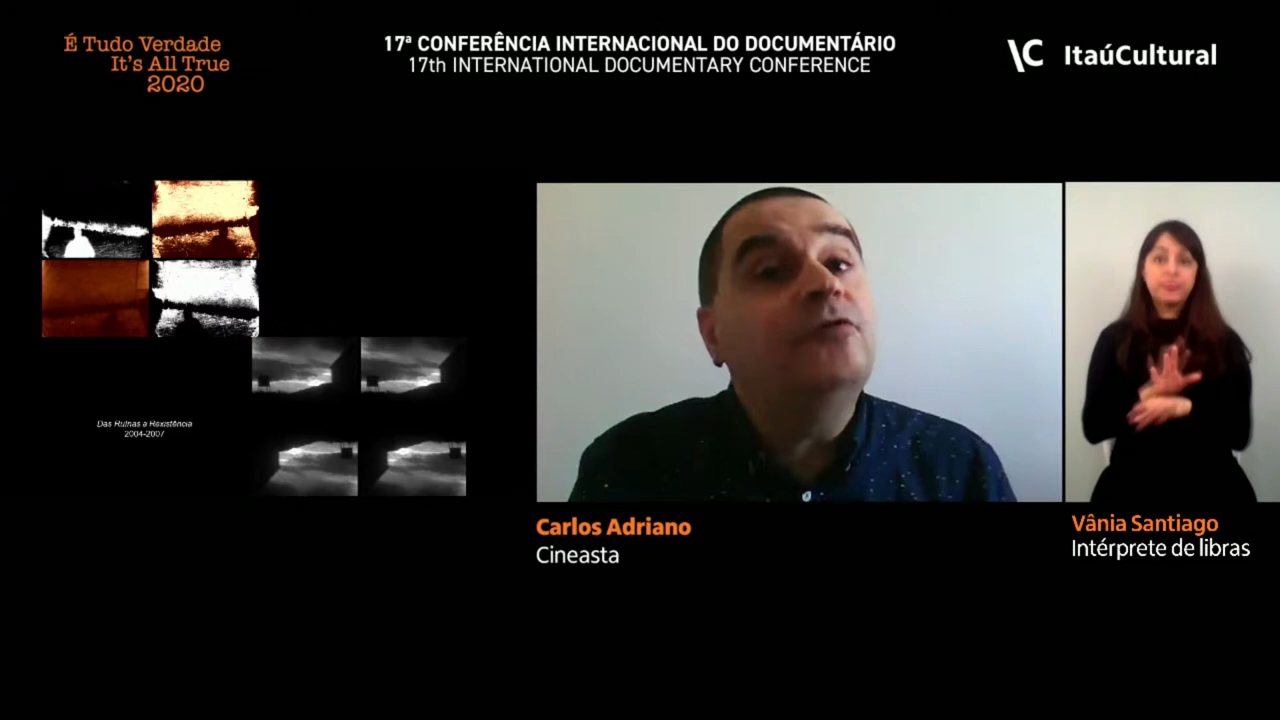 É Tudo Verdade
It's All True
2020
17ª CONFERÊNCIA INTERNACIONAL DO DOCUMENTÁRIO
17th INTERNATIONAL DOCUMENTARY CONFERENCE
\C ItaúCultural
Das Ruínas a Rexistência
2004-2007
Carlos Adriano
Cineasta
Vânia Santiago
Intérprete de libras